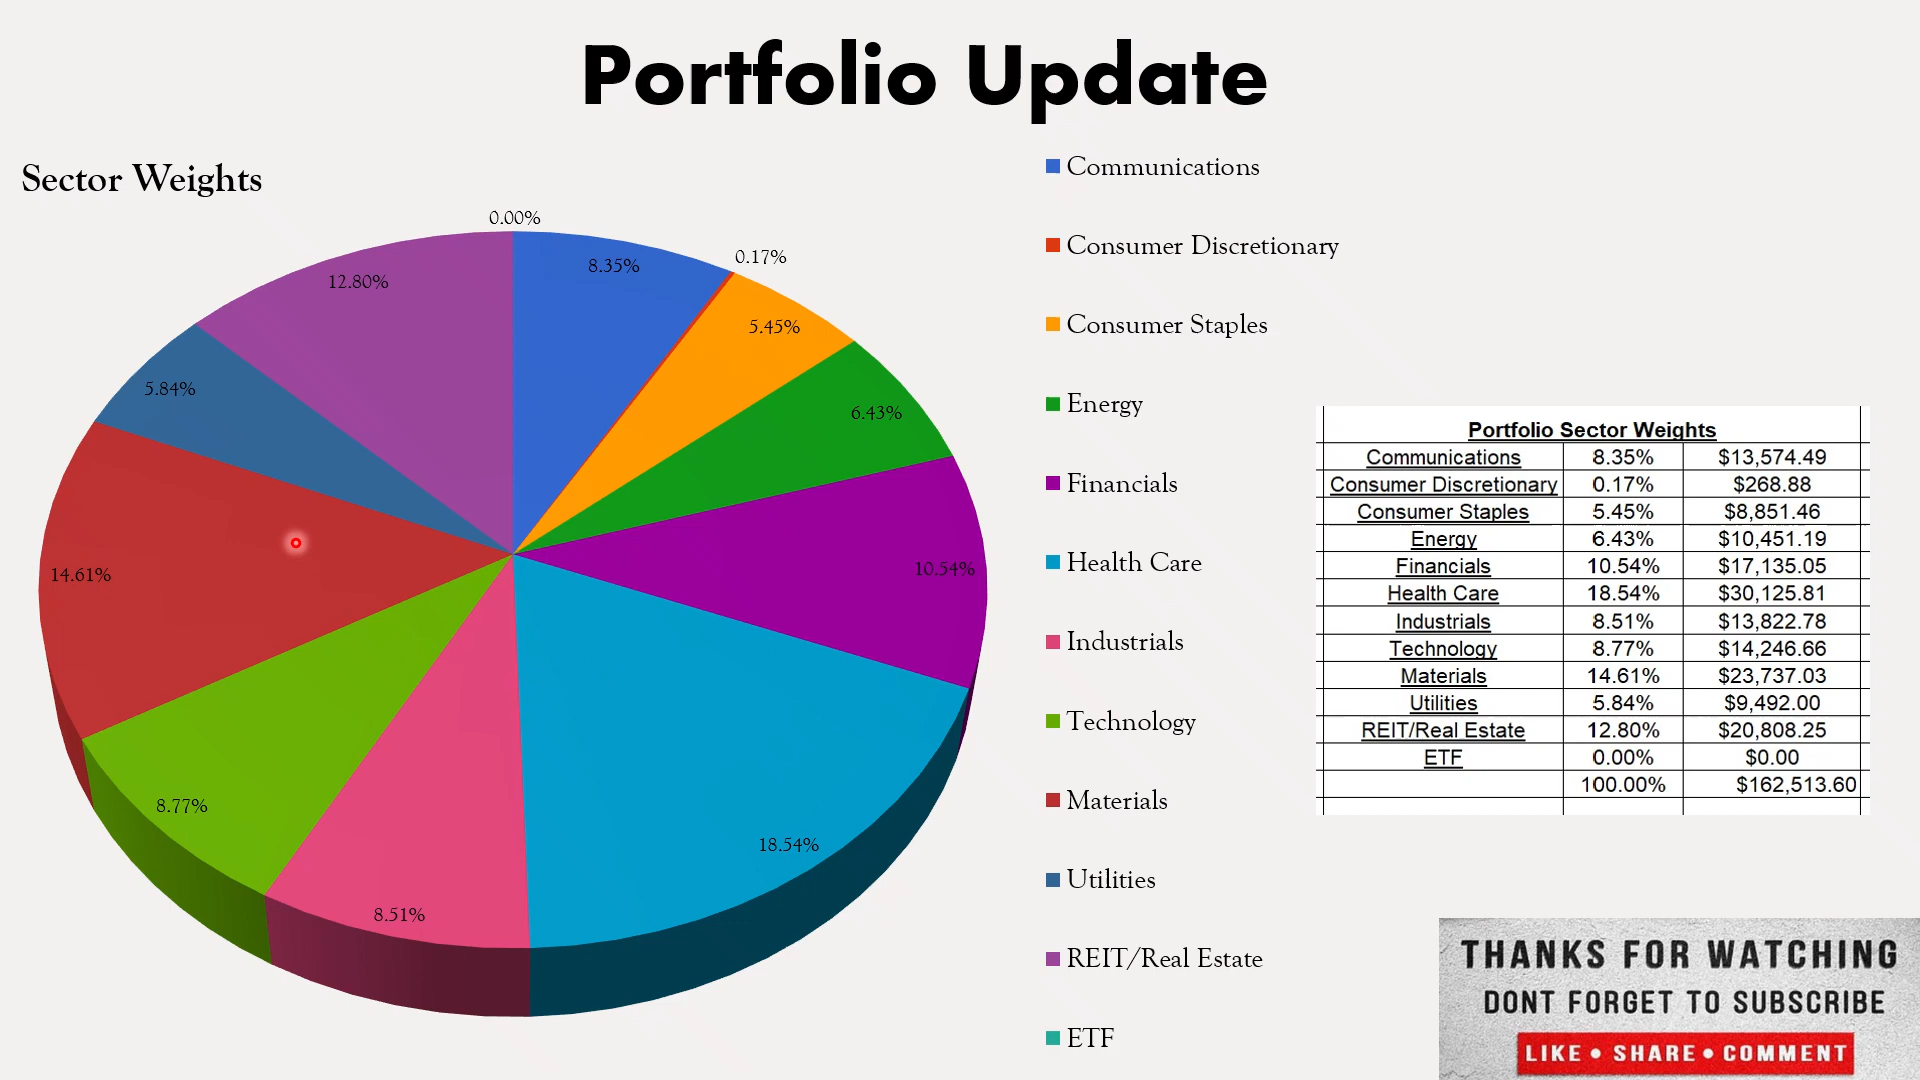 Portfolio Update
Sector Weights
0.00%
8.35%
0.17%
12.80%
5.45%
5.84%
6.43%
14.61%
10.54%
8.77%
18.54%
8.51%
Communications
Consumer Discretionary
Consumer Staples
Energy
Financials
Health Care
Industrials
Technology
Materials
Utilities
REIT/Real Estate
ETF
Portfolio Sector Weights
Communications 8.35% $13,574.49
Consumer Discretionary 0.17% $268.88
Consumer Staples 5.45% $8,851.46
Energy 6.43% $10,451.19
Financials 10.54% $17,135.05
Health Care 18.54% $30,125.81
Industrials 8.51% $13,822.78
Technology 8.77% $14,246.66
Materials 14.61% $23,737.03
Utilities 5.84% $9,492.00
REIT/Real Estate 12.80% $20,808.25
ETF 0.00% $0.00
100.00% $162,513.60
THANKS FOR WATCHING
DONT FORGET TO SUBSCRIBE
LIKE • SHARE • COMMENT